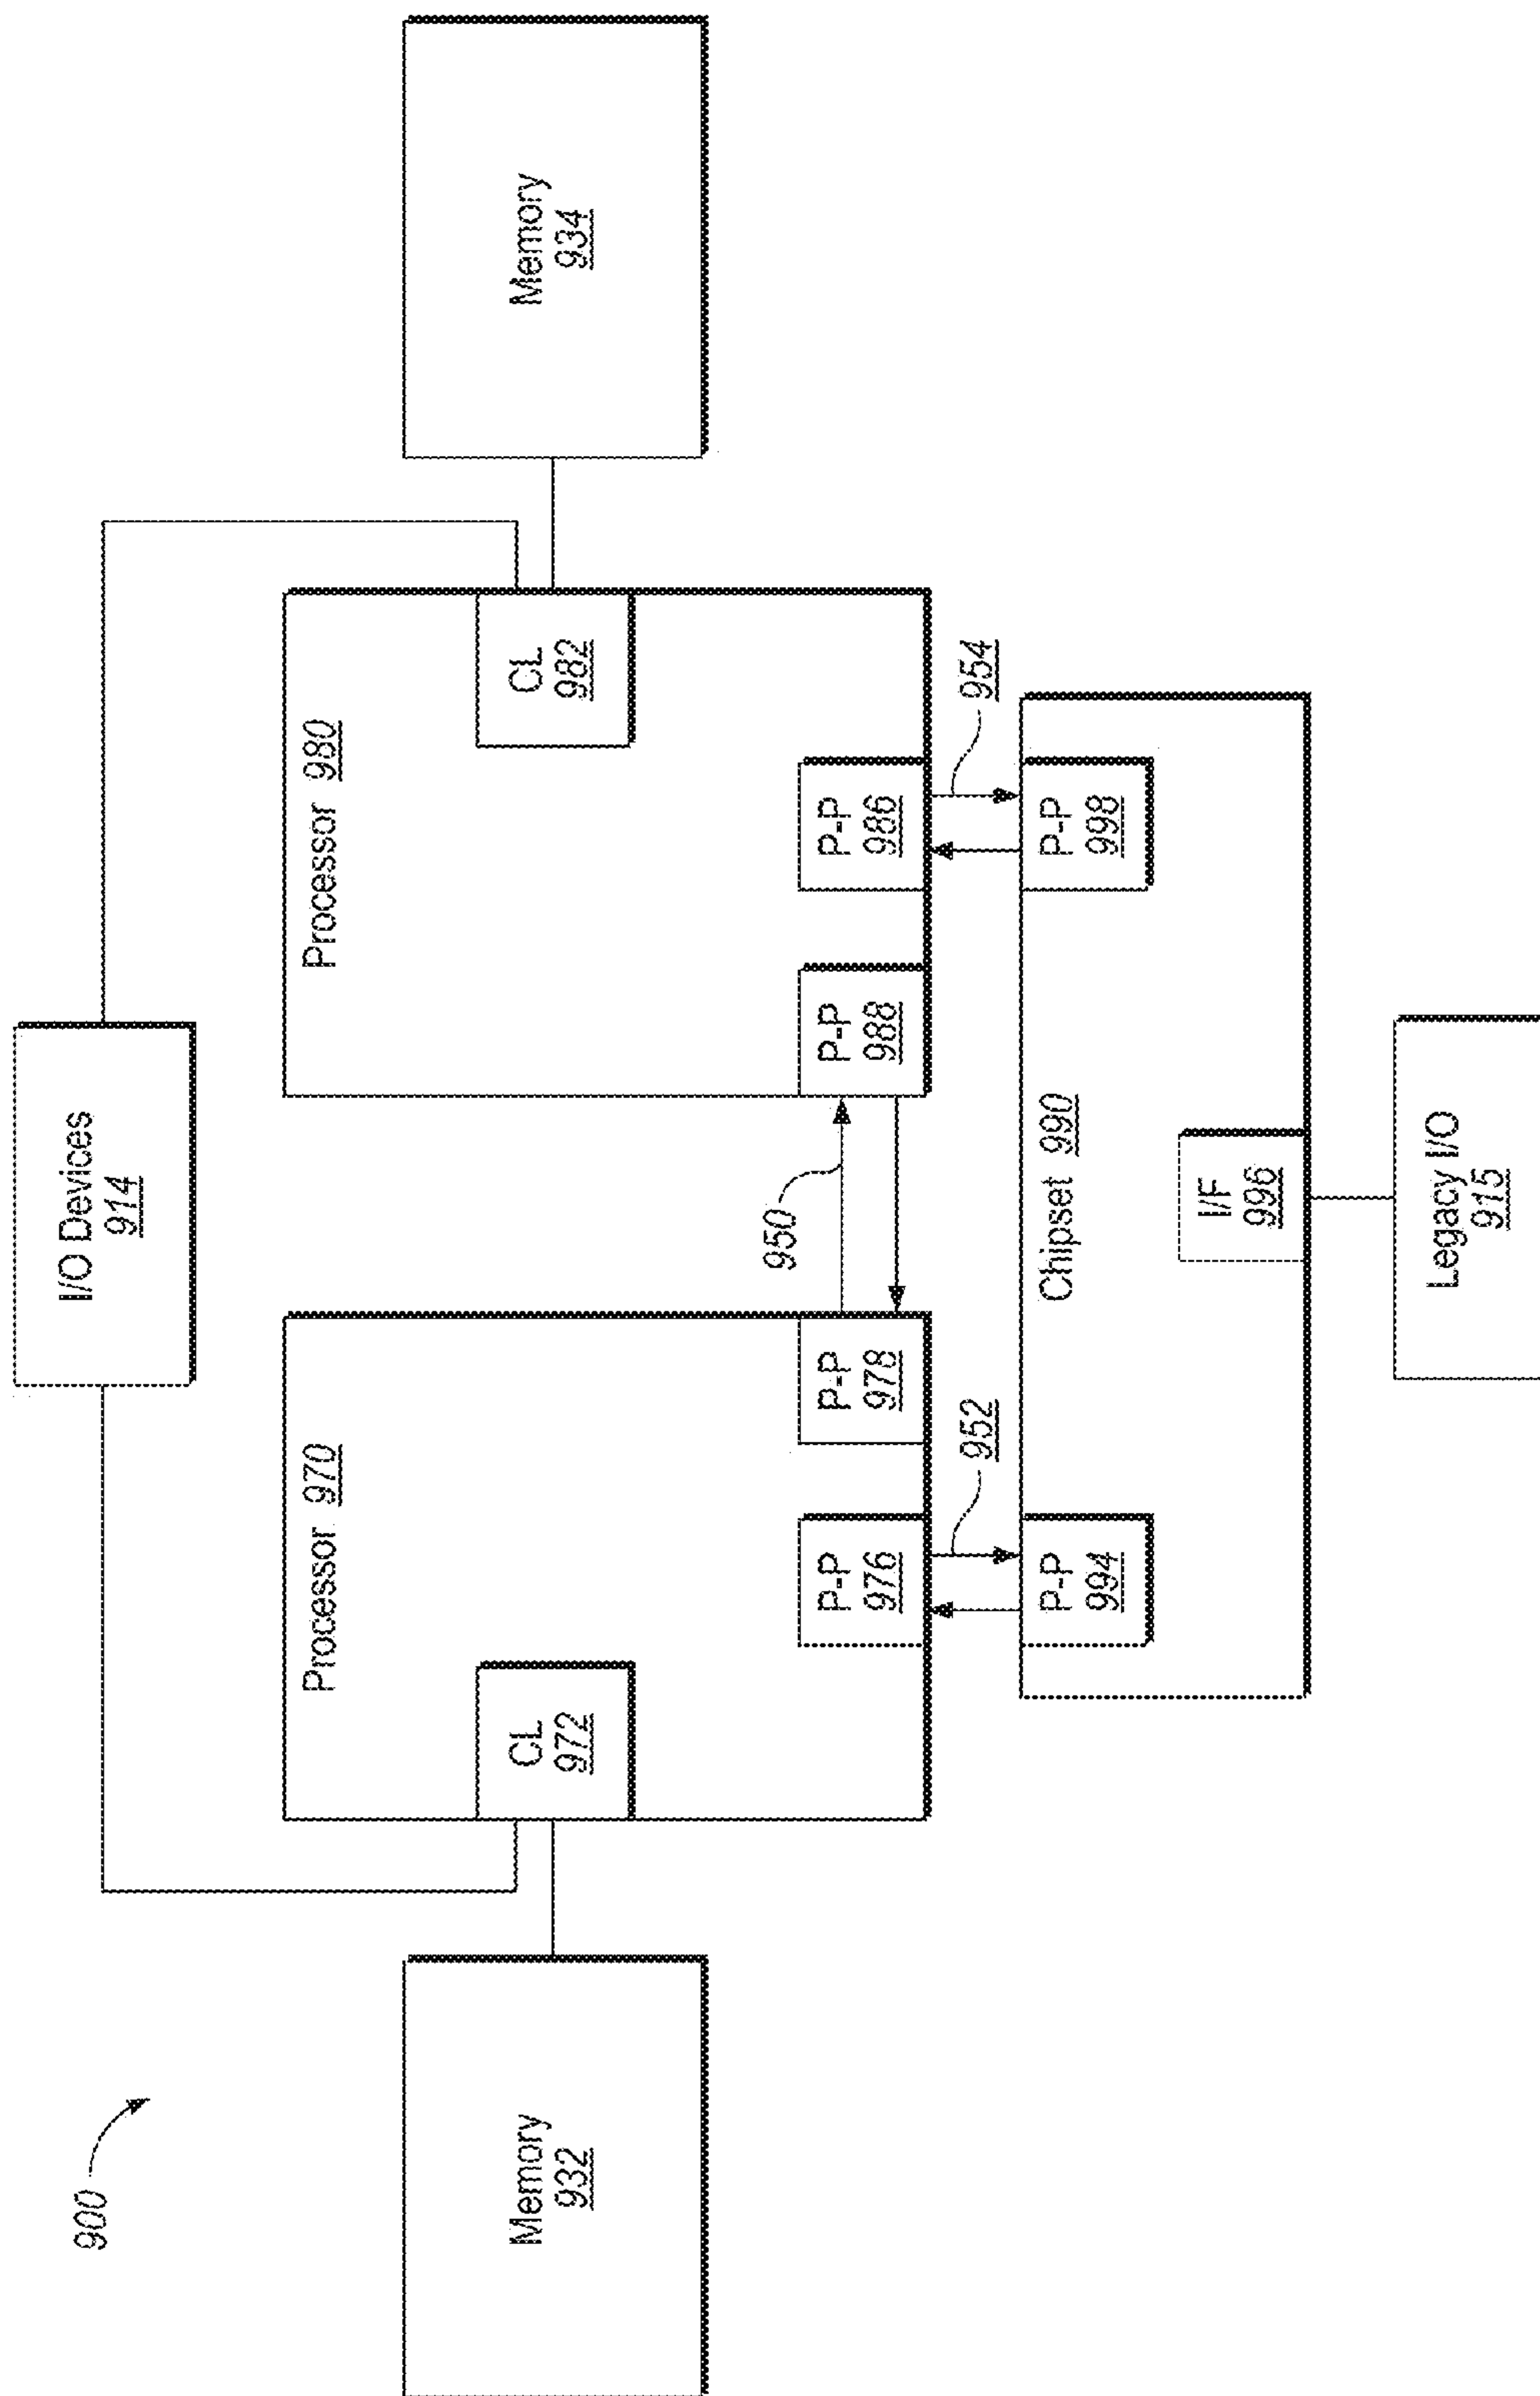 900
I/O Devices
914
Memory
932
Processor 970
CL
972
P-P
976
P-P
978
950
Processor 980
CL
982
P-P
988
P-P
986
Memory
934
952
954
Chipset 990
P-P
994
P-P
998
I/F
996
Legacy I/O
915